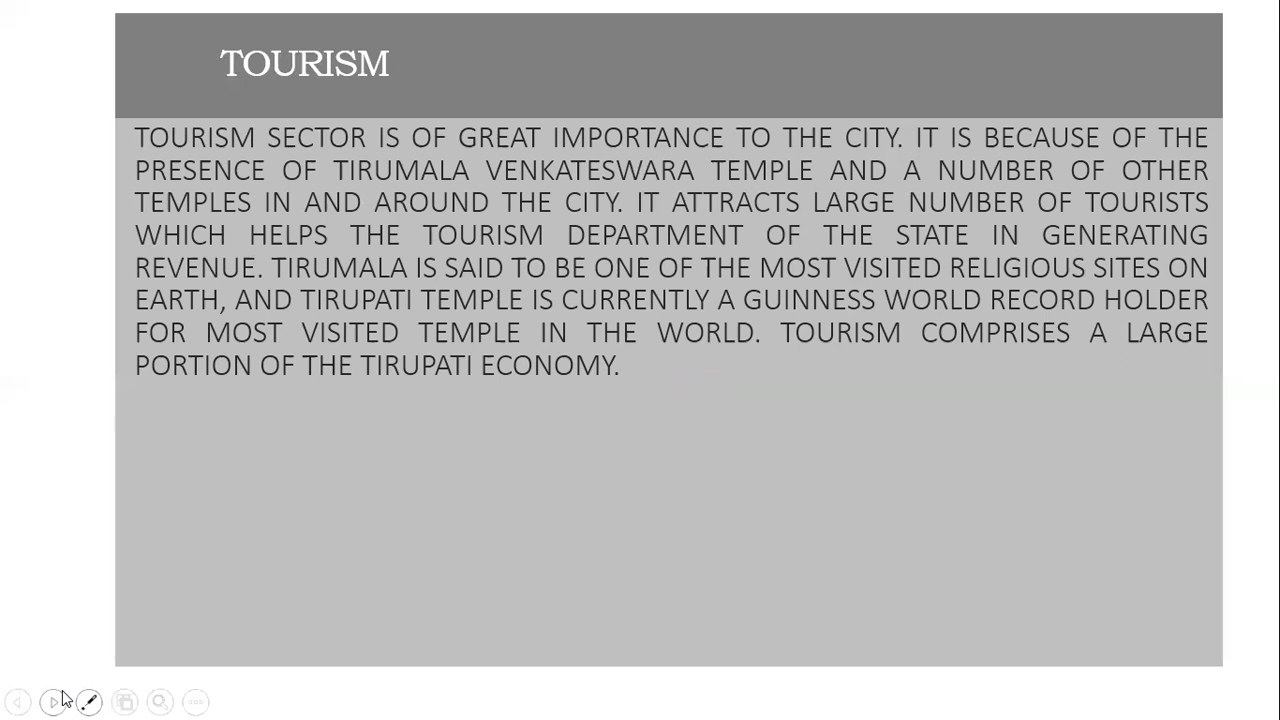 TOURISM
TOURISM SECTOR IS OF GREAT IMPORTANCE TO THE CITY. IT IS BECAUSE OF THE
PRESENCE OF TIRUMALA VENKATESWARA TEMPLE AND A NUMBER OF OTHER
TEMPLES IN AND AROUND THE CITY. IT ATTRACTS LARGE NUMBER OF TOURISTS
WHICH HELPS THE TOURISM DEPARTMENT OF THE STATE IN GENERATING
REVENUE. TIRUMALA IS SAID TO BE ONE OF THE MOST VISITED RELIGIOUS SITES ON
EARTH, AND TIRUPATI TEMPLE IS CURRENTLY A GUINNESS WORLD RECORD HOLDER
FOR MOST VISITED TEMPLE IN THE WORLD. TOURISM COMPRISES A LARGE
PORTION OF THE TIRUPATI ECONOMY.